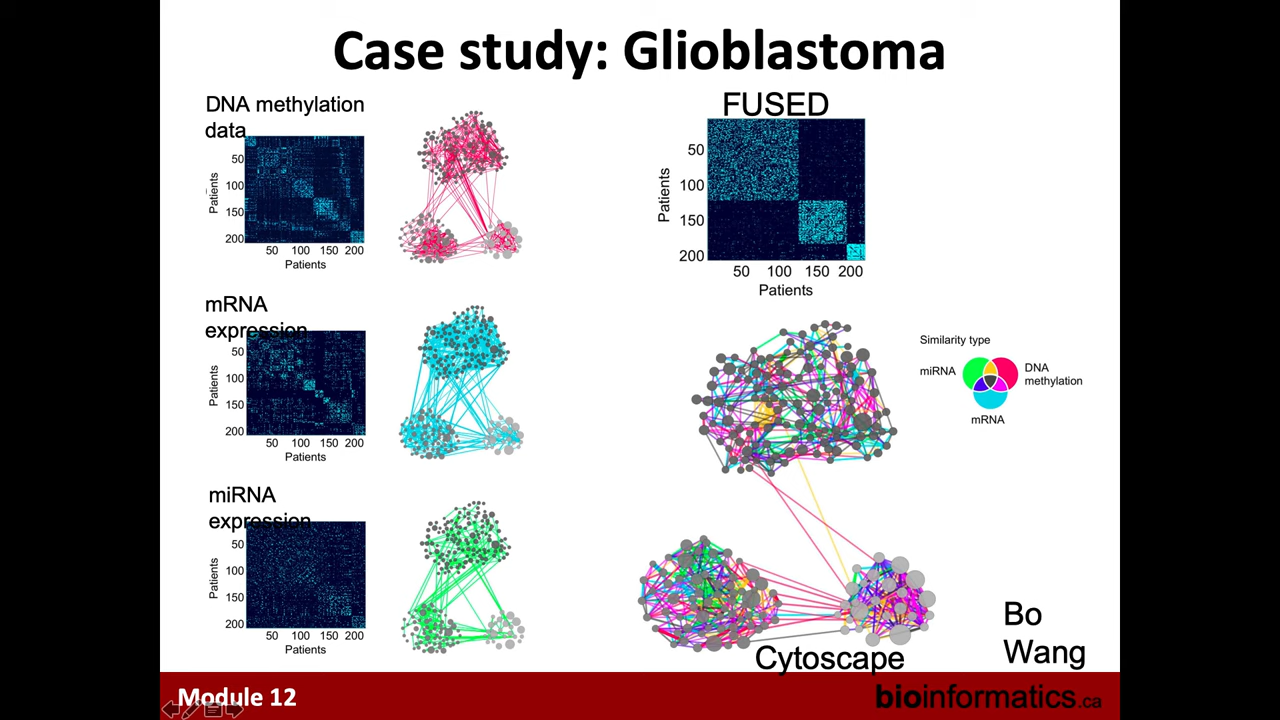 Case study: Glioblastoma
DNA methylation
data
50
100
150
200
50 100 150 200
Patients
Patients
mRNA
expression
50
100
150
200
50 100 150 200
Patients
Patients
miRNA
expression
50
100
150
200
50 100 150 200
Patients
Patients
FUSED
50
100
150
200
50 100 150 200
Patients
Patients
Similarity type
miRNA
DNA
methylation
mRNA
Cytoscape
Bo
Wang
Module 12
bioinformatics.ca